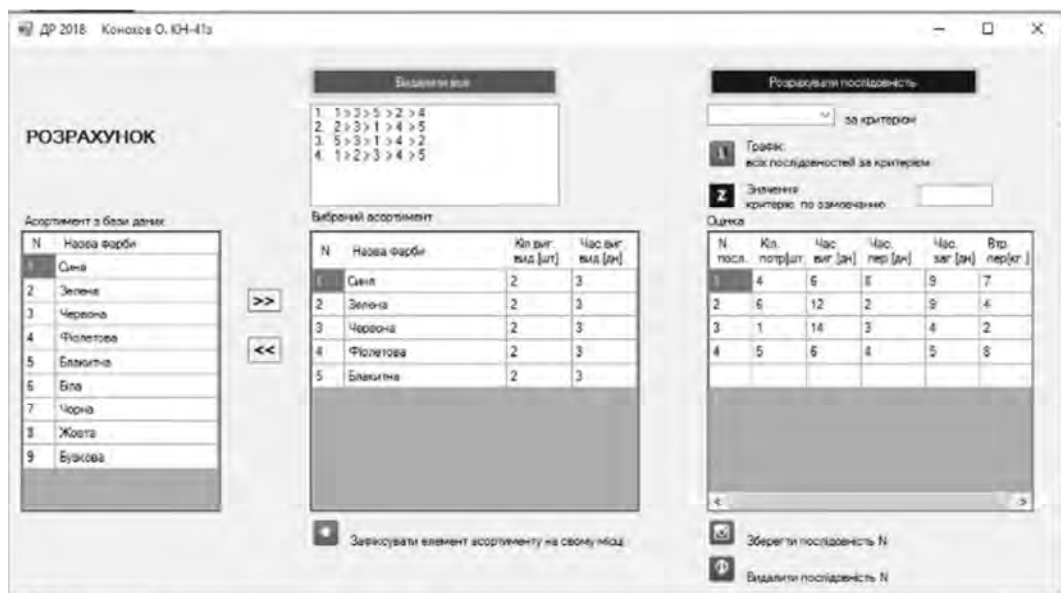 ДР 2018 Конохов О. КН-41з
Видалити все
Розрахувати послідовність
1. 1>3>5>2>4
2. 2>3>1>4>5
3. 5>3>1>4>2
4. 1>2>3>4>5
за критерієм
РОЗРАХУНОК
Графік
всіх послідовностей за критерієм
Z Значення
критерію по замовчанню
Асортимент з бази даних
Вибраний асортимент
Оцінка
N Назва фарби
1 Синя
2 Зелена
3 Червона
4 Фіолетова
5 Блакитна
6 Біла
7 Чорна
8 Жовта
9 Бузкова
>>
<<
N Назва фарби Кіл.виг. вид.[шт] Час.виг. вид.[дн]
1 Синя 2 3
2 Зелена 2 3
3 Червона 2 3
4 Фіолетова 2 3
5 Блакитна 2 3
N посл. Кіл. потр[шт Час виг [дн] Час. пер [дн] Час. заг [дн] Втр. пер[кг.]
1 4 6 9 7
2 6 12 2 9 4
3 1 14 3 4 2
4 5 6 4 5 8
Зафіксувати елемент асортименту на свому місці
Зберегти послідовність N
Видалити послідовність N